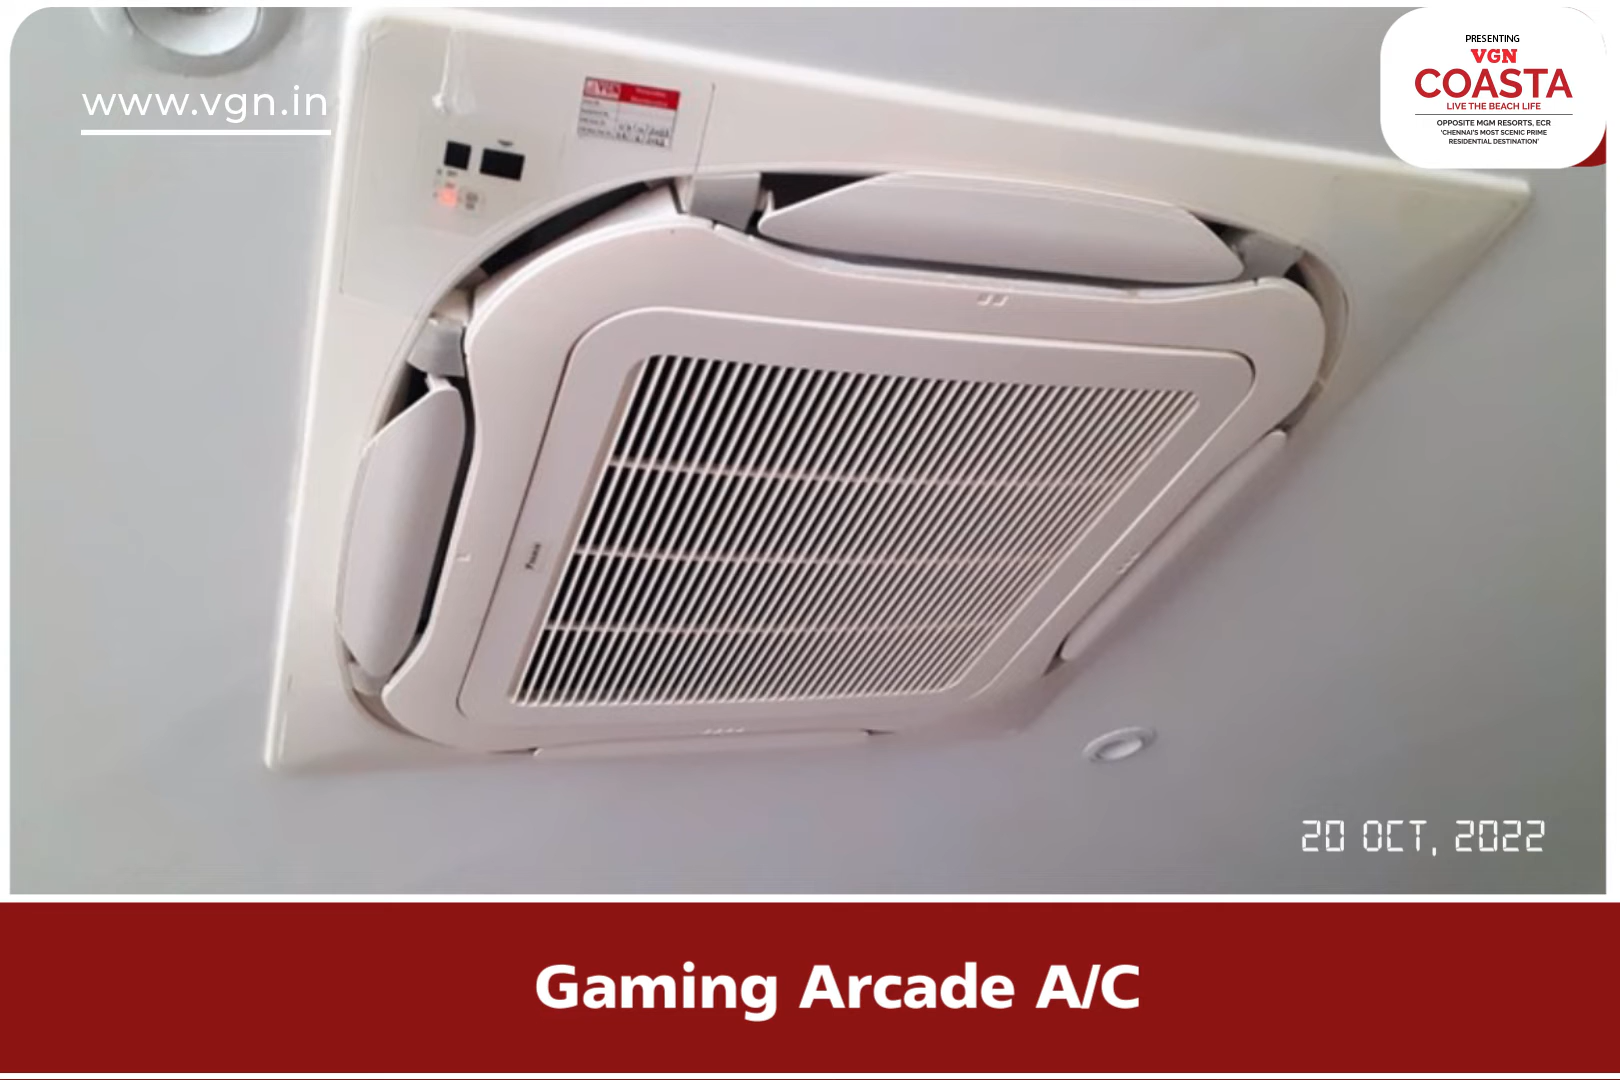 www.vgn.in
PRESENTING
VGN
COASTA
LIVE THE BEACH LIFE
OPPOSITE MGM RESORTS, ECR
'CHENNAI'S MOST SCENIC PRIME
RESIDENTIAL DESTINATION'
VGN
20 OCT, 2022
Gaming Arcade A/C